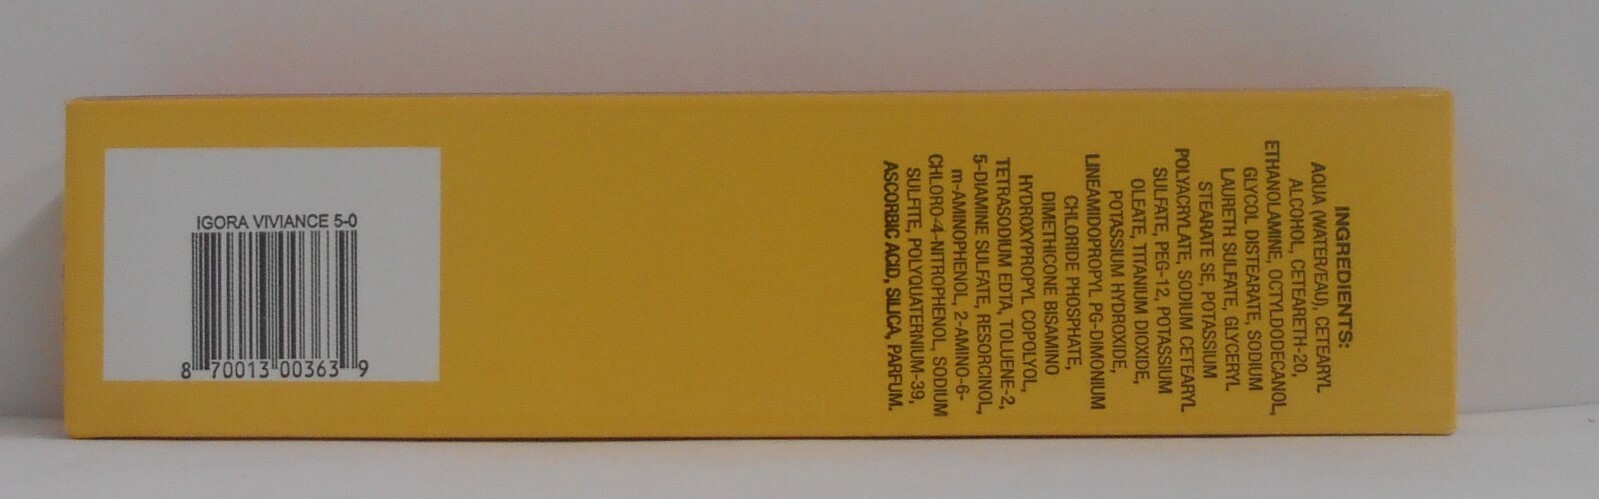 IGORA VIVIANCE 5-0
8 70013 00363 9
INGREDIENTS:
AQUA (WATER/EAU), CETEARYL
ALCOHOL, CETEARETH-20,
ETHANOLAMINE, OCTYLDODECANOL,
GLYCOL DISTEARATE, SODIUM
LAURETH SULFATE, GLYCERYL
STEARATE SE, POTASSIUM
POLYACRYLATE, SODIUM CETEARYL
SULFATE, PEG-12, POTASSIUM
OLEATE, TITANIUM DIOXIDE,
POTASSIUM HYDROXIDE,
LINEAMIDOPROPYL PG-DIMONIUM
CHLORIDE PHOSPHATE,
DIMETHICONE BISAMINO
HYDROXYPROPYL COPOLYOL,
TETRASODIUM EDTA, TOLUENE-2,
5-DIAMINE SULFATE, RESORCINOL,
m-AMINOPHENOL, 2-AMINO-6-
CHLORO-4-NITROPHENOL, SODIUM
SULFITE, POLYQUATERNIUM-39,
ASCORBIC ACID, SILICA, PARFUM.